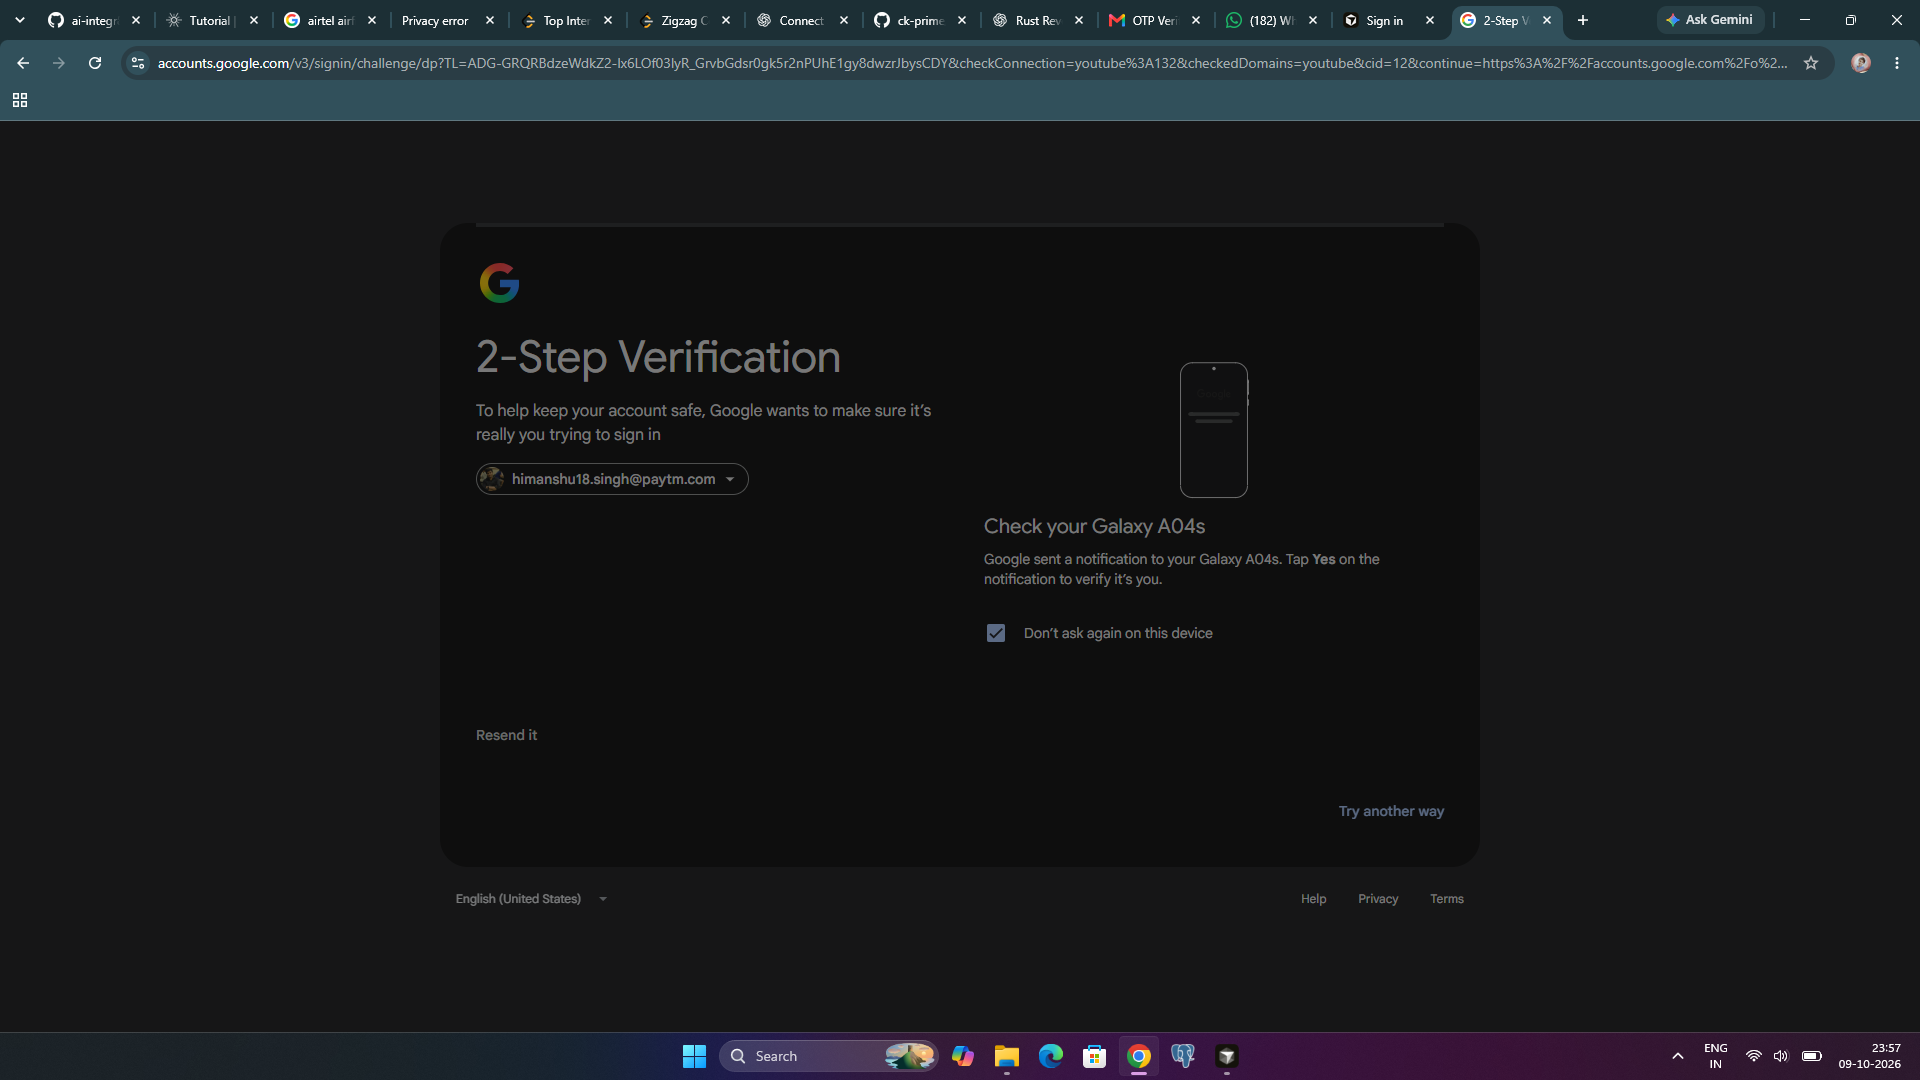 ai-integr
Tutorial |
airtel airf
Privacy error
Top Inter
Zigzag C
Connect
ck-prime
Rust Rev
OTP Veri
(182) Wh
Sign in
2-Step V
Ask Gemini
accounts.google.com/v3/signin/challenge/dp?TL=ADG-GRQRBdzeWdkZ2-Ix6LOf03IyR_GrvbGdsr0gk5r2nPUhE1gy8dwzrJbysCDY&checkConnection=youtube%3A132&checkedDomains=youtube&cid=12&continue=https%3A%2F%2Faccounts.google.com%2Fo%2...
2-Step Verification
To help keep your account safe, Google wants to make sure it's
really you trying to sign in
himanshu18.singh@paytm.com
Check your Galaxy A04s
Google sent a notification to your Galaxy A04s. Tap Yes on the
notification to verify it's you.
Don't ask again on this device
Resend it
Try another way
English (United States)
Help
Privacy
Terms
Search
ENG
IN
23:57
09-10-2026